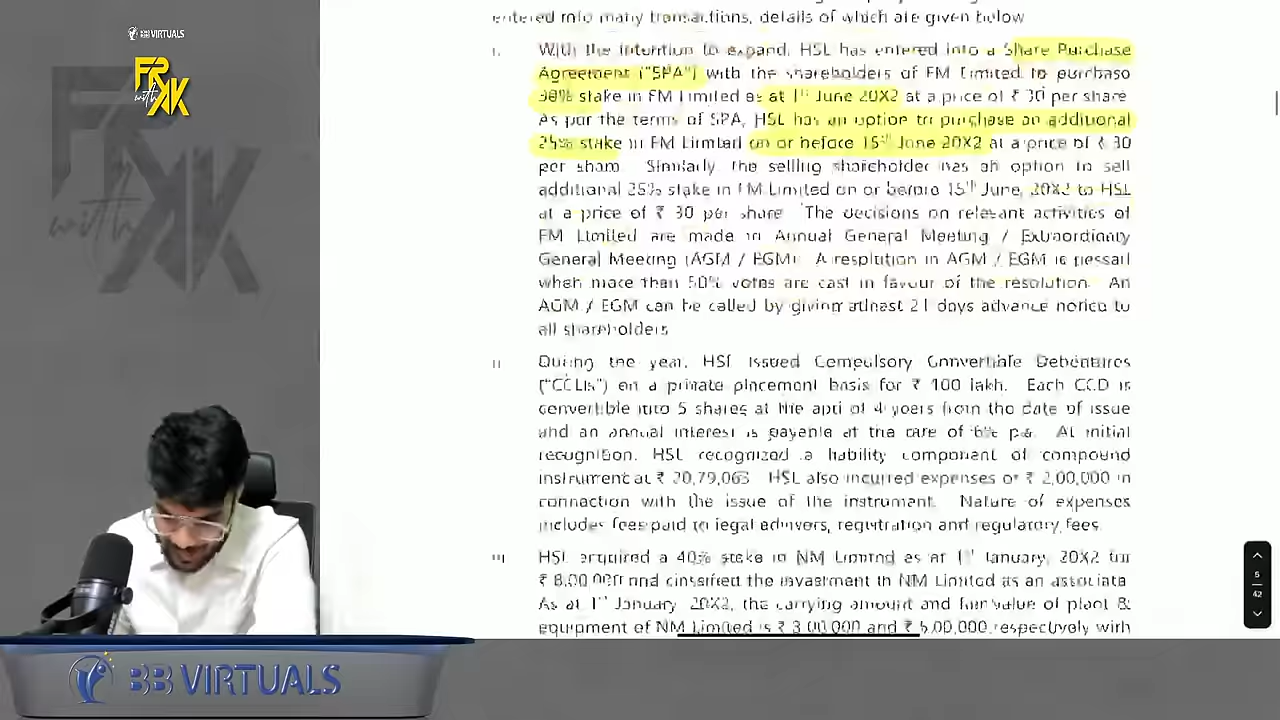 BB VIRTUALS
FR with AK
entered into many transactions, details of which are given below
i. With the intention to expand, HSL has entered into a Share Purchase
Agreement ("SPA") with the shareholders of FM Limited to purchase
stake in FM Limited as at 1st June 20X2 at a price of ₹ 30 per share.
As per the terms of SPA, HSL has an option to purchase an additional
25% stake in FM Limited on or before 15th June 20X2 at a price of ₹ 30
per share. Similarly, the selling shareholder has an option to sell
additional 25% stake in FM Limited on or before 15th June, 20X2 to HSL
at a price of ₹ 30 per share. The decisions on relevant activities of
FM Limited are made in Annual General Meeting / Extraordinary
General Meeting (AGM / EGM). A resolution in AGM / EGM is passed
when more than 50% votes are cast in favour of the resolution. An
AGM / EGM can be called by giving atleast 21 days advance notice to
all shareholders
ii. During the year, HSL issued Compulsory Convertible Debentures
("CCDs") on a private placement basis for ₹ 100 lakh. Each CCD is
convertible into 5 shares at the end of 4 years from the date of issue
and an annual interest is payable at the rate of 6% p.a. At initial
recognition, HSL recognized a liability component of compound
instrument at ₹ 20,79,063. HSL also incurred expenses of ₹ 2,00,000 in
connection with the issue of the instrument. Nature of expenses
includes fees paid to legal advisors, registration and regulatory fees.
iii. HSL acquired a 40% stake in NM Limited as at 1st January, 20X2 for
₹ 8,00,000 and classified the investment in NM Limited as an associate.
As at 1st January 20X2, the carrying amount and fair value of plant &
equipment of NM Limited is ₹ 3,00,000 and ₹ 5,00,000 respectively with
5
42
BB VIRTUALS